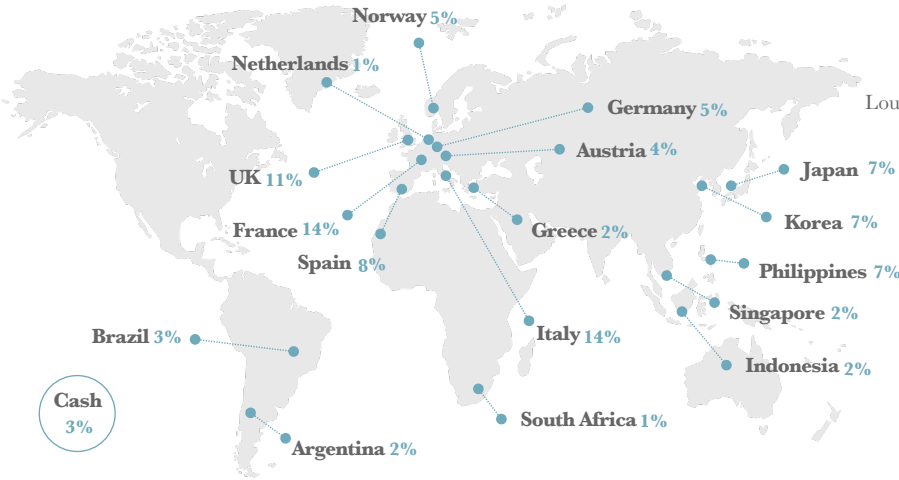 Norway 5%
Netherlands 1%
Germany 5%
Lou
Austria 4%
UK 11%
Japan 7%
France 14%
Greece 2%
Korea 7%
Spain 8%
Philippines 7%
Singapore 2%
Brazil 3%
Italy 14%
Indonesia 2%
Cash
3%
South Africa 1%
Argentina 2%